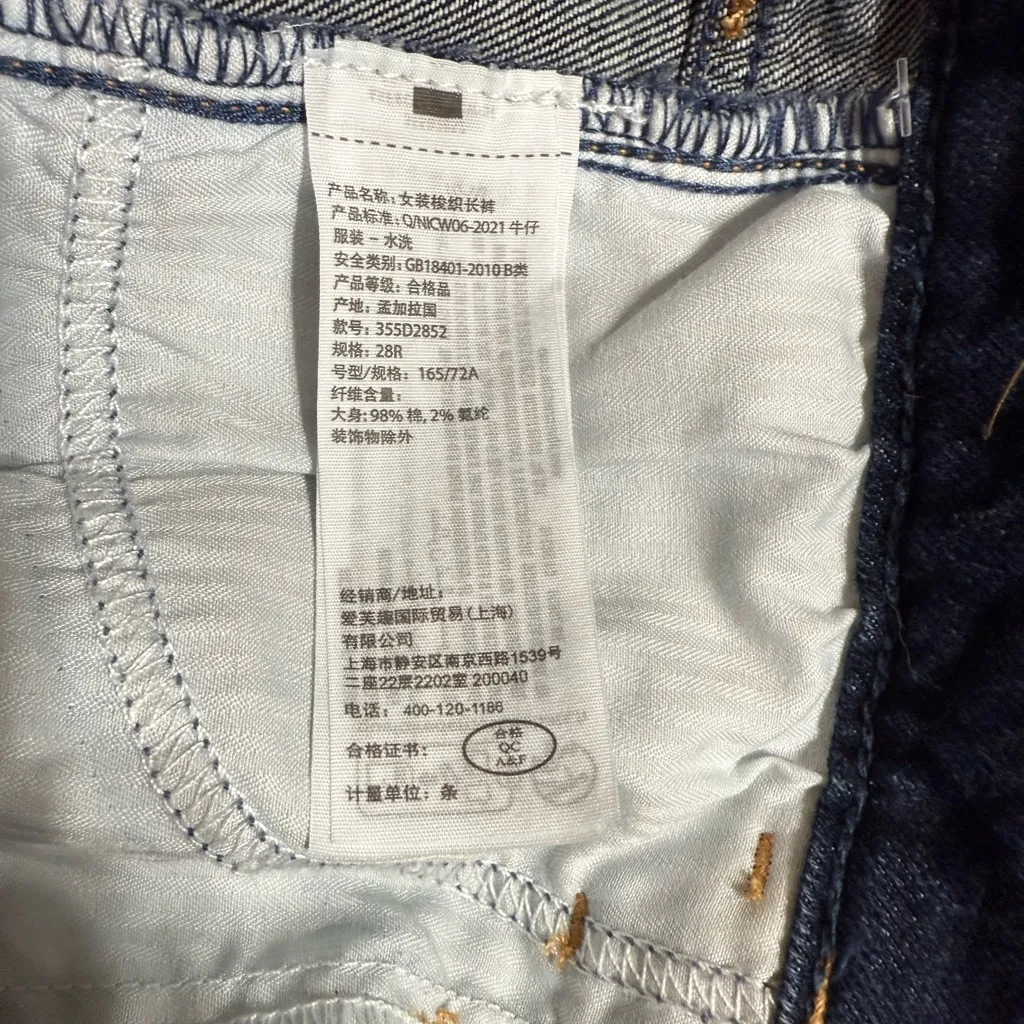 产品名称：女装梭织长裤
产品标准：Q/NICW06-2021 牛仔
服装 – 水洗
安全类别：GB18401-2010 B类
产品等级：合格品
产地：孟加拉国
款号：355D2852
规格：28R
号型/规格：165/72A
纤维含量：
大身：98% 棉, 2% 氨纶
装饰物除外
经销商/地址：
爱芙趣国际贸易(上海)
有限公司
上海市静安区南京西路1539号
二座22层2202室 200040
电话：400-120-1186
合格证书：
合格
QC
A&F
计量单位：条